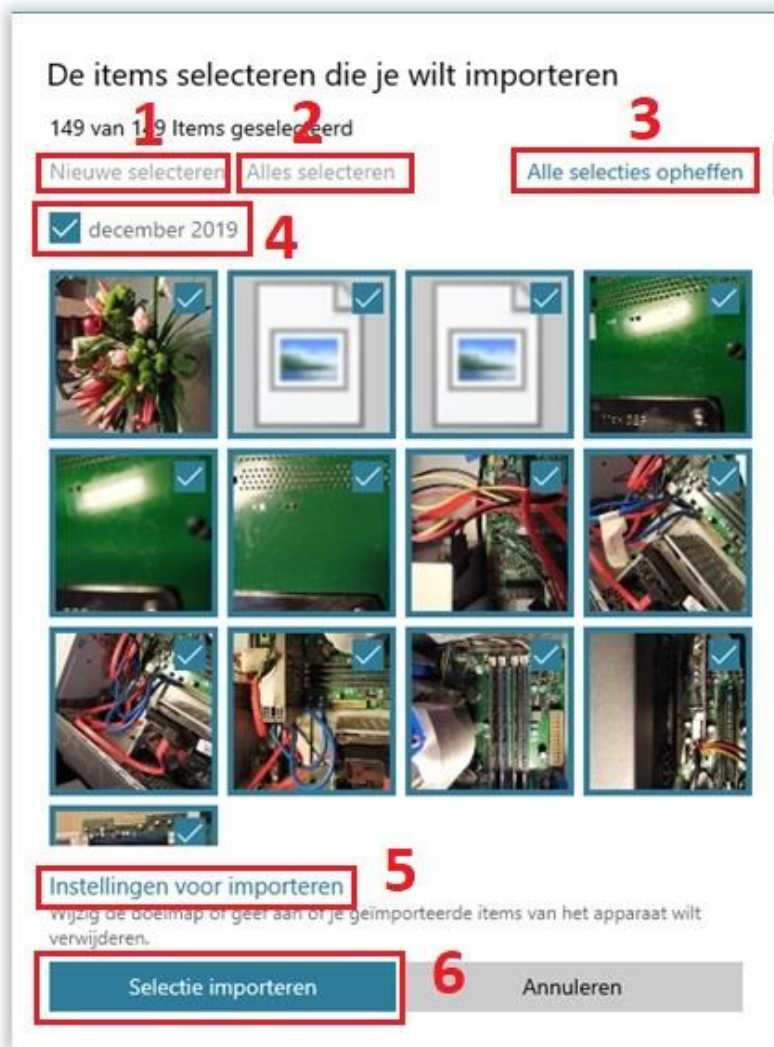 De items selecteren die je wilt importeren
149 van 149 Items geselecteerd
1
2
3
Nieuwe selecteren
Alles selecteren
Alle selecties opheffen
december 2019
4
Instellingen voor importeren
5
Wijzig de doelmap of geef aan of je geïmporteerde items van het apparaat wilt
verwijderen.
Selectie importeren
6
Annuleren